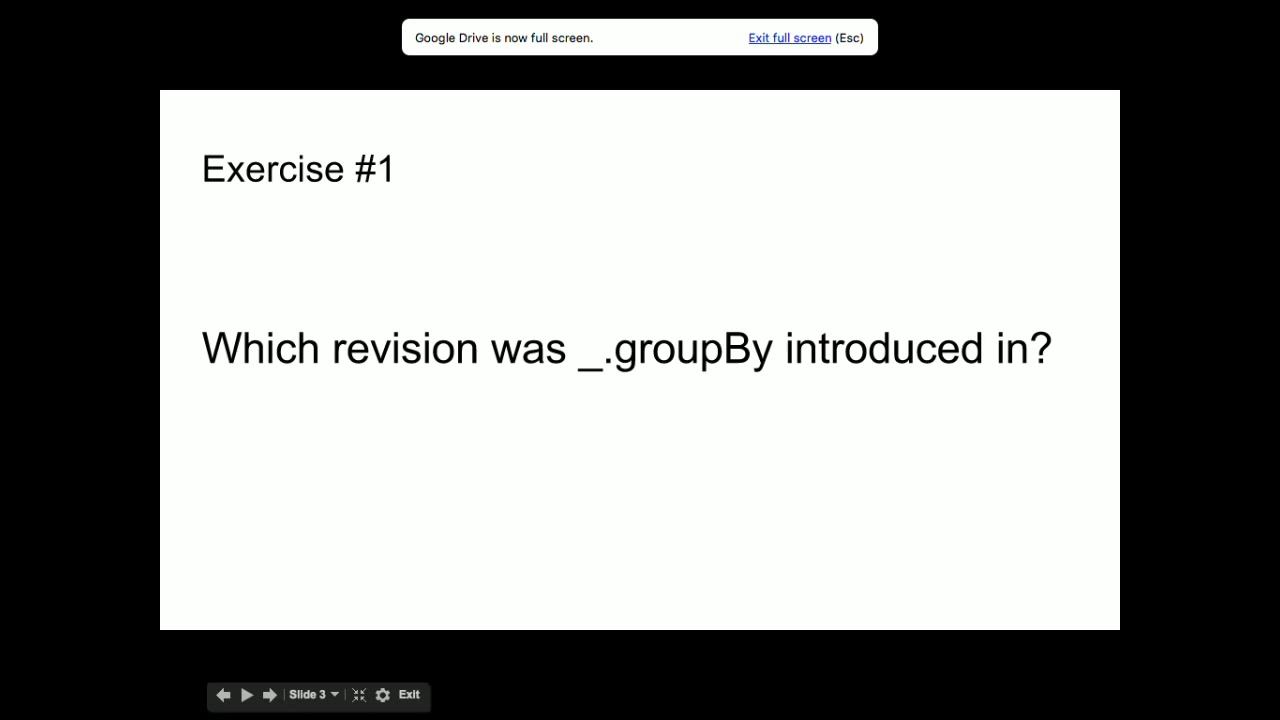 Google Drive is now full screen. Exit full screen (Esc)
Exercise #1
Which revision was _.groupBy introduced in?
Slide 3 Exit